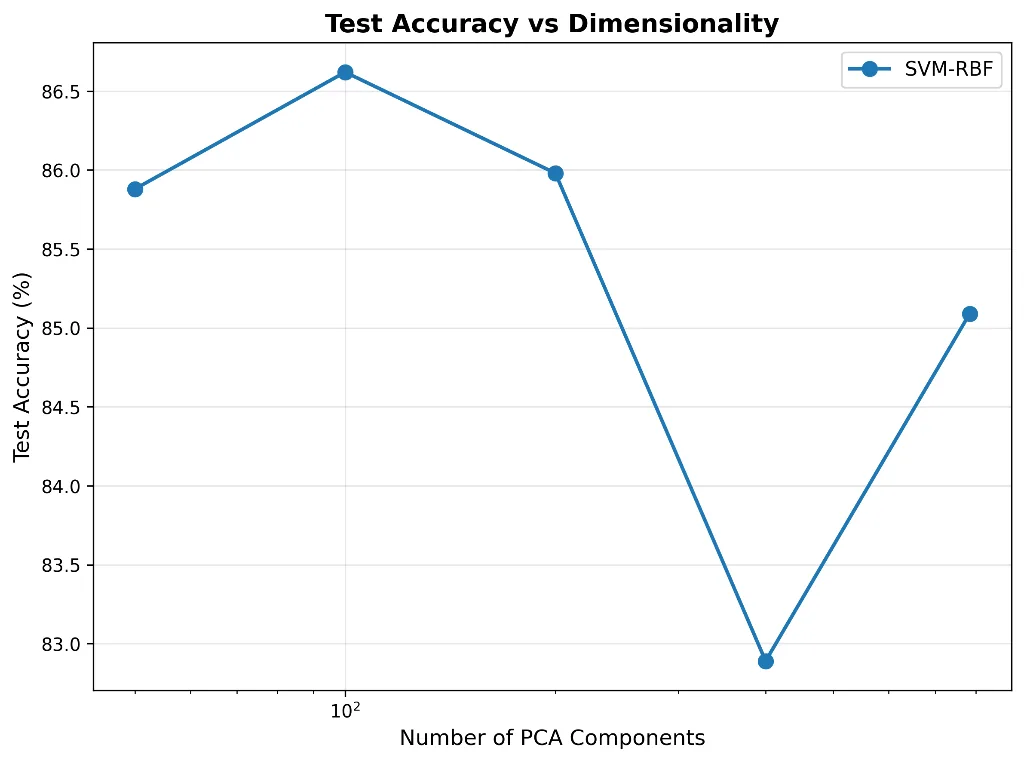 Test Accuracy vs Dimensionality
SVM-RBF
86.5
86.0
85.5
85.0
84.5
84.0
83.5
83.0
Test Accuracy (%)
10²
Number of PCA Components